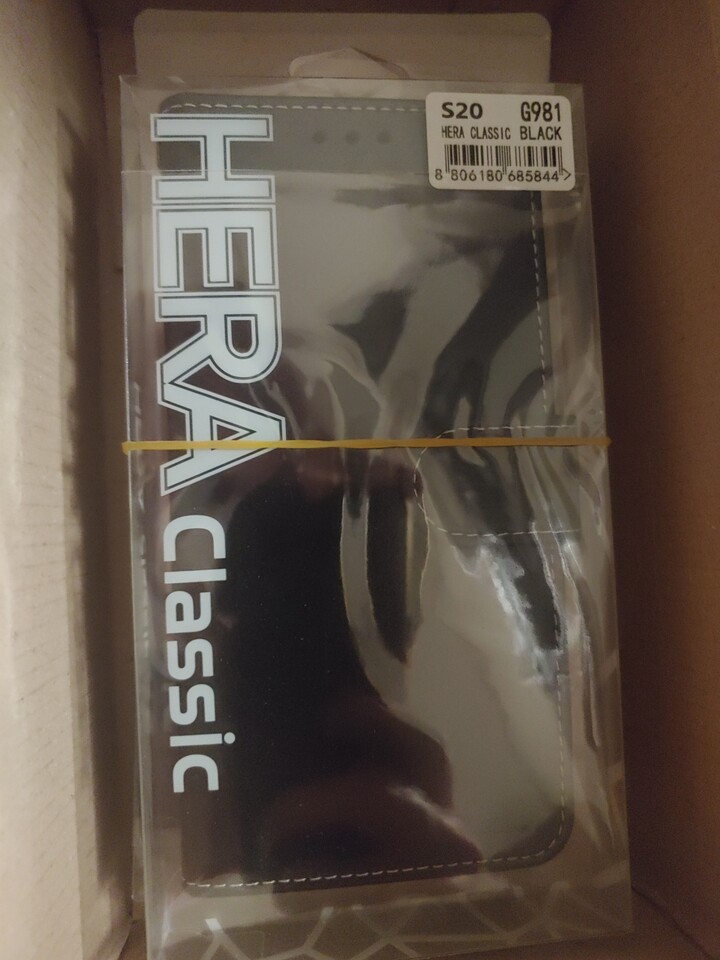 S20 G981
HERA CLASSIC BLACK
8 806180 685844 >
HERA Classic